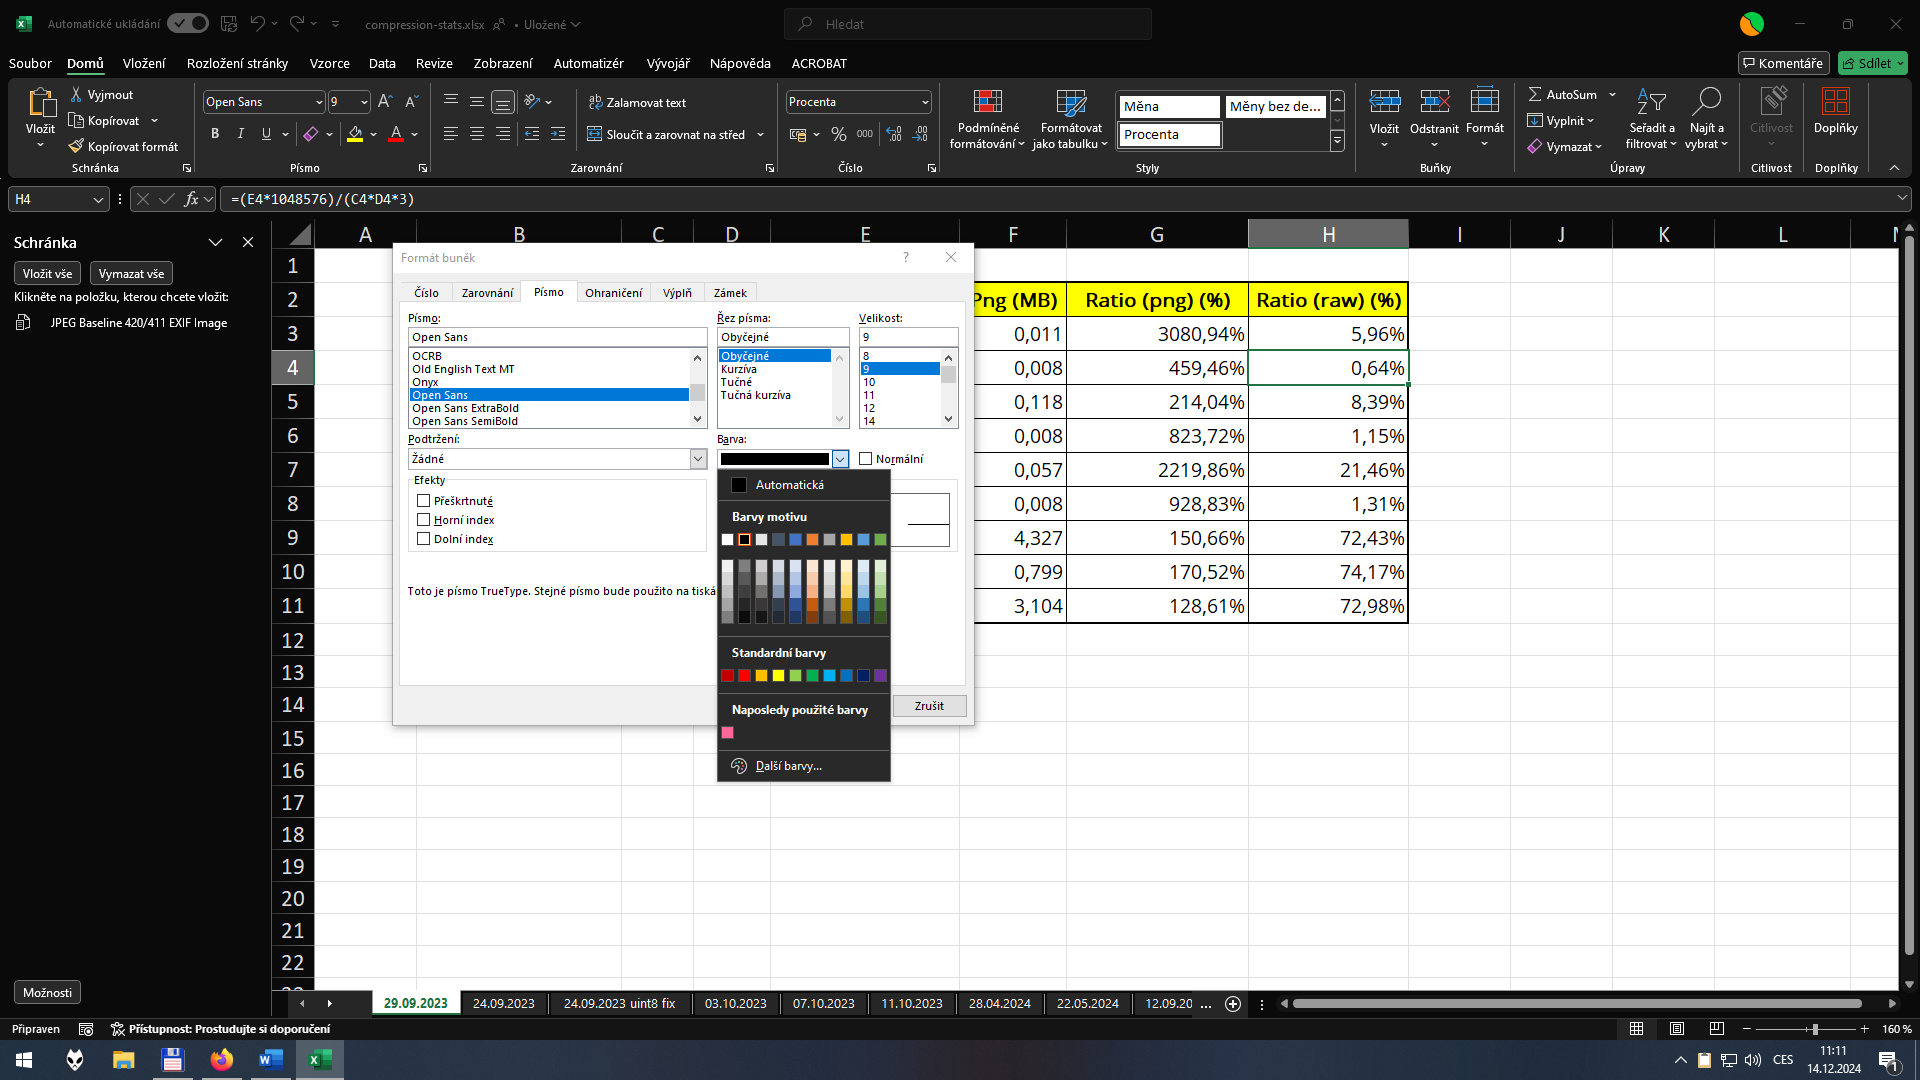 Automatické ukládání
compression-stats.xlsx
• Uložené
Hledat
Soubor
Domů
Vložení
Rozložení stránky
Vzorce
Data
Revize
Zobrazení
Automatizér
Vývojář
Nápověda
ACROBAT
Komentáře
Sdílet
Vložit
Vyjmout
Kopírovat
Kopírovat formát
Schránka
Open Sans
9
B I U
Písmo
Zalamovat text
Sloučit a zarovnat na střed
Zarovnání
Procenta
% 000
Číslo
Podmíněné
formátování
Formátovat
jako tabulku
Měna
Měny bez de...
Procenta
Styly
Vložit
Odstranit
Formát
Buňky
AutoSum
Vyplnit
Vymazat
Seřadit a
filtrovat
Najít a
vybrat
Úpravy
Citlivost
Citlivost
Doplňky
Doplňky
H4
fx
=(E4*1048576)/(C4*D4*3)
Schránka
Vložit vše
Vymazat vše
Klikněte na položku, kterou chcete vložit:
JPEG Baseline 420/411 EXIF Image
Možnosti
A B C D E F G H I J K L
1
2 Png (MB) Ratio (png) (%) Ratio (raw) (%)
3 0,011 3080,94% 5,96%
4 0,008 459,46% 0,64%
5 0,118 214,04% 8,39%
6 0,008 823,72% 1,15%
7 0,057 2219,86% 21,46%
8 0,008 928,83% 1,31%
9 4,327 150,66% 72,43%
10 0,799 170,52% 74,17%
11 3,104 128,61% 72,98%
12
13
14
15
16
17
18
19
20
21
22
Formát buněk
?
Číslo
Zarovnání
Písmo
Ohraničení
Výplň
Zámek
Písmo:
Open Sans
OCRB
Old English Text MT
Onyx
Open Sans
Open Sans ExtraBold
Open Sans SemiBold
Řez písma:
Obyčejné
Obyčejné
Kurzíva
Tučné
Tučná kurzíva
Velikost:
9
8
9
10
11
12
14
Podtržení:
Žádné
Barva:
Normální
Efekty
Přeškrtnuté
Horní index
Dolní index
Toto je písmo TrueType. Stejné písmo bude použito na tiská
Zrušit
Automatická
Barvy motivu
Standardní barvy
Naposledy použité barvy
Další barvy...
29.09.2023
24.09.2023
24.09.2023 uint8 fix
03.10.2023
07.10.2023
11.10.2023
28.04.2024
22.05.2024
12.09.20
...
Připraven
Přístupnost: Prostudujte si doporučení
160 %
CES
11:11
14.12.2024
1